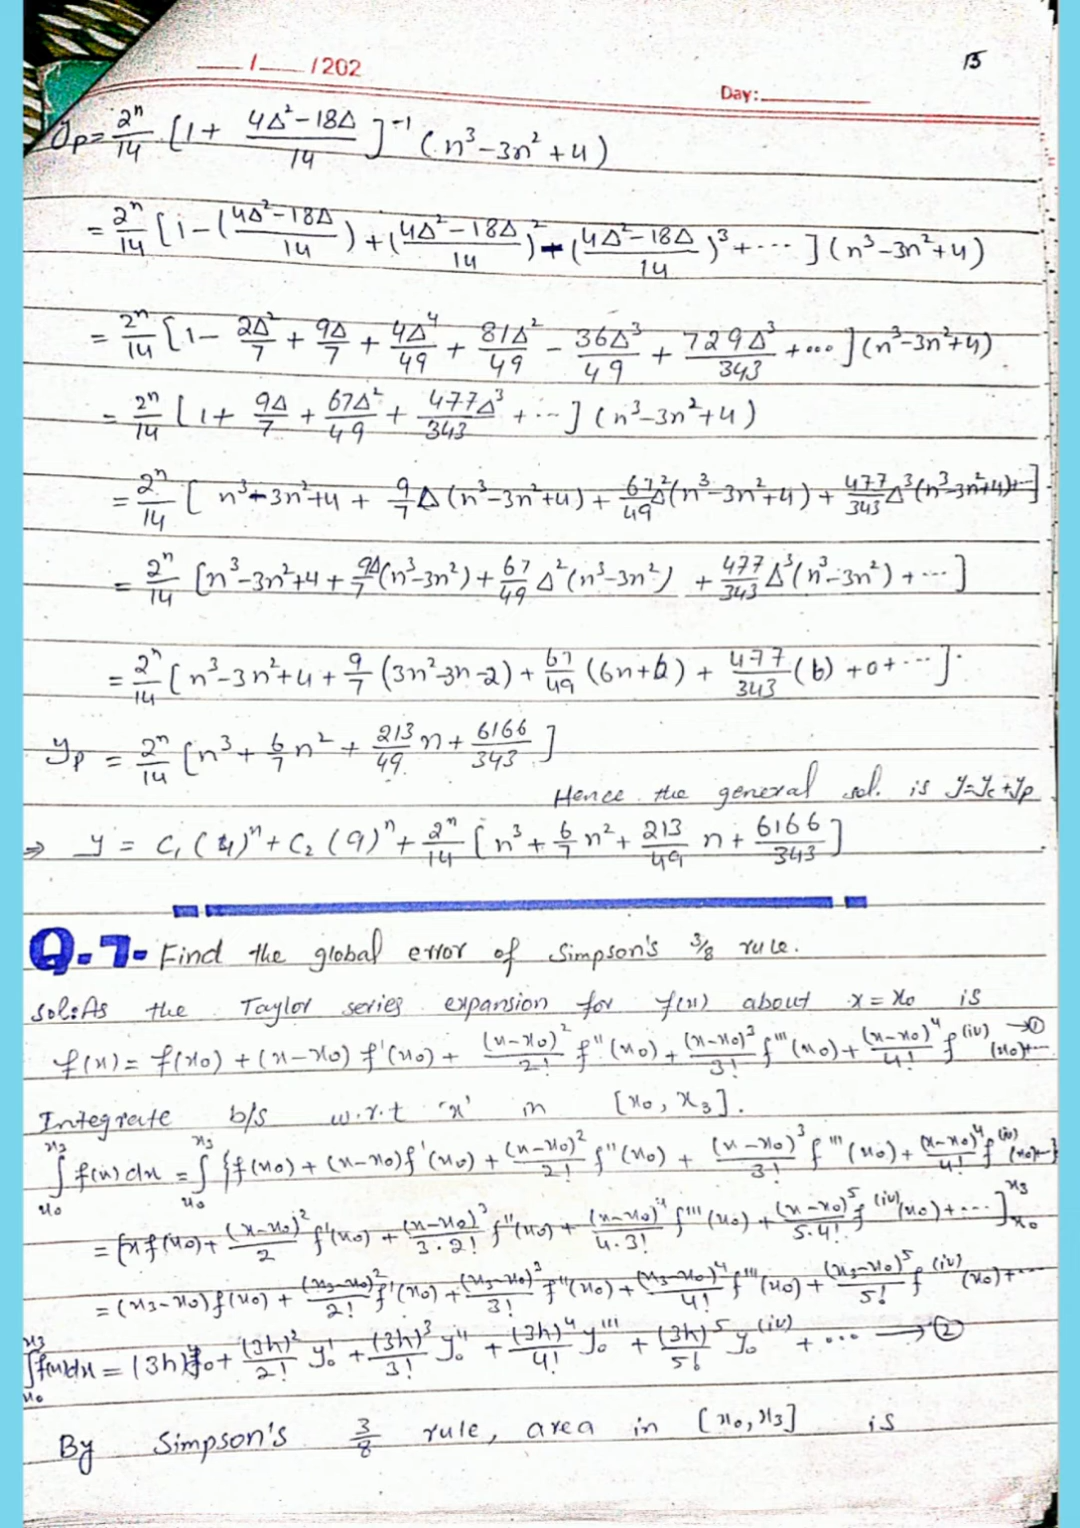 __/__/202
Day:______
15
y_p = 2^n/14 [1 + (4Δ²-18Δ)/14]^-1 (n³-3n²+4)
= 2^n/14 [1-((4Δ²-18Δ)/14) + ((4Δ²-18Δ)/14)² - ((4Δ²-18Δ)/14)³ + ...] (n³-3n²+4)
= 2^n/14 [1 - 2Δ²/7 + 9Δ/7 + 4Δ⁴/49 + 81Δ²/49 - 36Δ³/49 + 729Δ³/343 + ...] (n³-3n²+4)
= 2^n/14 [1 + 9Δ/7 + 67Δ²/49 + 477Δ³/343 + ...] (n³-3n²+4)
= 2^n/14 [n³-3n²+4 + 9/7 Δ(n³-3n²+4) + 67/49 Δ²(n³-3n²+4) + 477/343 Δ³(n³-3n²+4)+...]
= 2^n/14 [n³-3n²+4 + 9Δ/7 (n³-3n²) + 67/49 Δ²(n³-3n²) + 477/343 Δ³(n³-3n²) + ...]
= 2^n/14 [n³-3n²+4 + 9/7 (3n²-3n-2) + 67/49 (6n+6) + 477/343 (6) + 0 + ...].
y_p = 2^n/14 [n³ + 6/7 n² + 213/49 n + 6166/343]
Hence the general sol. is y=y_c+y_p
⇒ y = C₁(4)^n + C₂(9)^n + 2^n/14 [n³ + 6/7 n² + 213/49 n + 6166/343]
Q.7- Find the global error of Simpson's 3/8 rule.
Sol: As the Taylor series expansion for f(x) about x=x₀ is
f(x) = f(x₀) + (x-x₀) f'(x₀) + (x-x₀)²/2! f''(x₀) + (x-x₀)³/3! f'''(x₀) + (x-x₀)⁴/4! f^(iv)(x₀)+... →①
Integrate b/s w.r.t 'x' in [x₀, x₃].
∫_x₀^x₃ f(x)dx = ∫_x₀^x₃ {f(x₀) + (x-x₀)f'(x₀) + (x-x₀)²/2! f''(x₀) + (x-x₀)³/3! f'''(x₀) + (x-x₀)⁴/4! f^(iv)(x₀)+...}
= [xf(x₀) + (x-x₀)²/2 f'(x₀) + (x-x₀)³/3.2! f''(x₀) + (x-x₀)⁴/4.3! f'''(x₀) + (x-x₀)⁵/5.4! f^(iv)(x₀) + ...]_x₀^x₃
= (x₃-x₀)f(x₀) + (x₃-x₀)²/2! f'(x₀) + (x₃-x₀)³/3! f''(x₀) + (x₃-x₀)⁴/4! f'''(x₀) + (x₃-x₀)⁵/5! f^(iv)(x₀)+...
∫_x₀^x₃ f(x)dx = (3h)y₀ + (3h)²/2! y₀' + (3h)³/3! y₀'' + (3h)⁴/4! y₀''' + (3h)⁵/5! y₀^(iv) + ... →②
By Simpson's 3/8 rule, area in [x₀, x₃] is